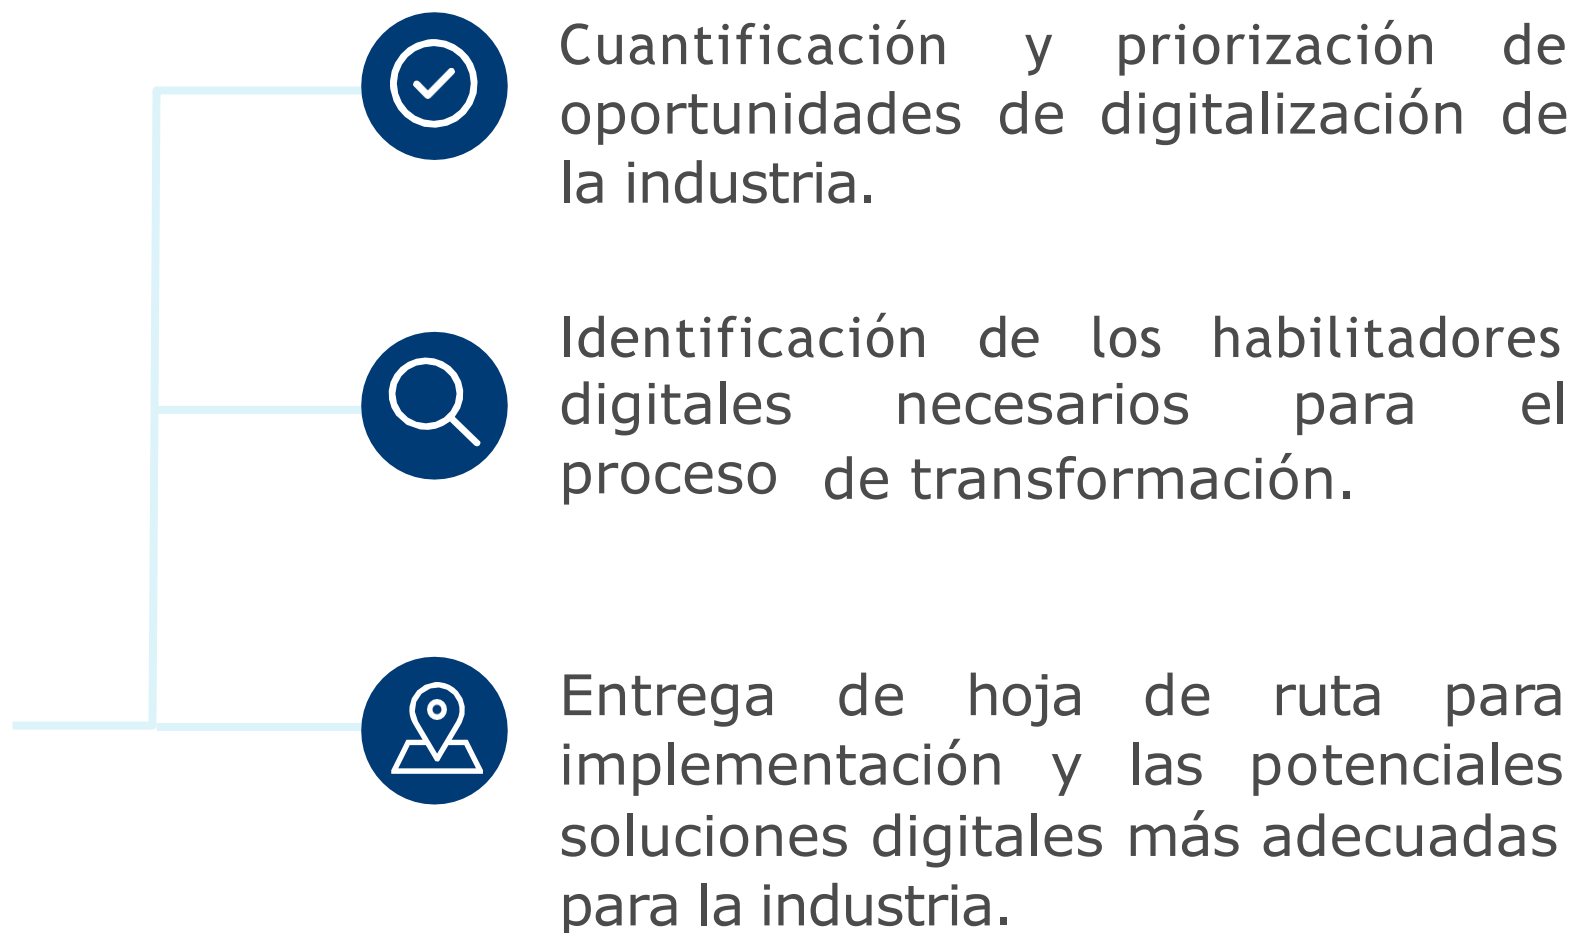 Cuantificación y priorización de
oportunidades de digitalización de
la industria.
Identificación de los habilitadores
digitales necesarios para el
proceso de transformación.
Entrega de hoja de ruta para
implementación y las potenciales
soluciones digitales más adecuadas
para la industria.